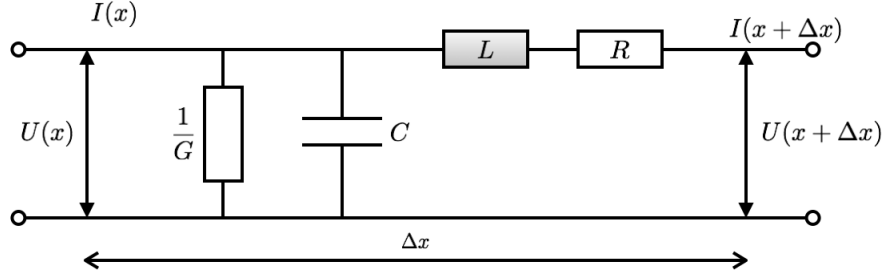 I(x)
I(x + Δx)
L
R
U(x)
1
G
C
U(x + Δx)
Δx